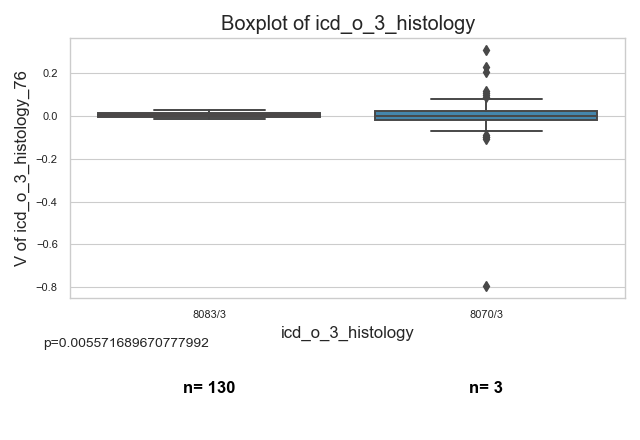 Boxplot of icd_o_3_histology
V of icd_o_3_histology_76
0.2
0.0
−0.2
−0.4
−0.6
−0.8
8083/3
8070/3
icd_o_3_histology
p=0.005571689670777992
n= 130
n= 3